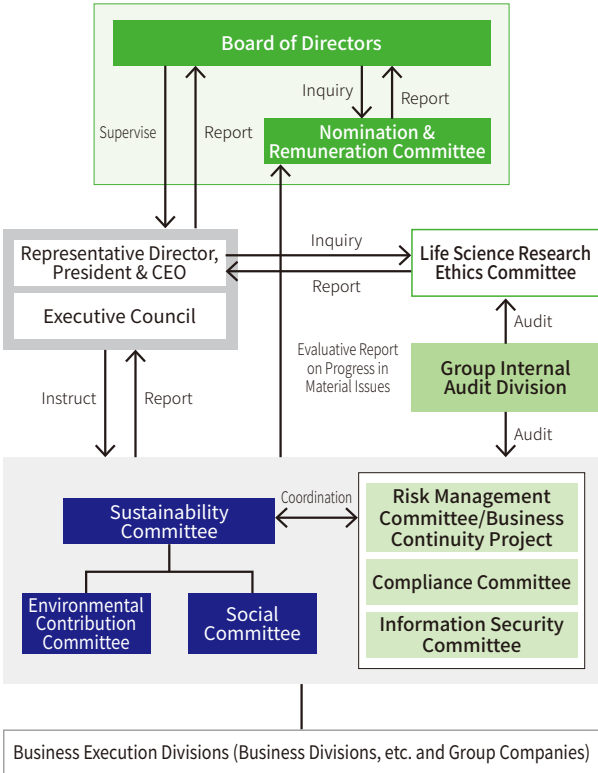 Board of Directors
Inquiry
Report
Supervise
Report
Nomination &
Remuneration Committee
Representative Director,
President & CEO
Executive Council
Inquiry
Report
Life Science Research
Ethics Committee
Audit
Evaluative Report
on Progress in
Material Issues
Group Internal
Audit Division
Instruct
Report
Audit
Sustainability
Committee
Coordination
Risk Management
Committee/Business
Continuity Project
Compliance Committee
Information Security
Committee
Environmental
Contribution
Committee
Social
Committee
Business Execution Divisions (Business Divisions, etc. and Group Companies)